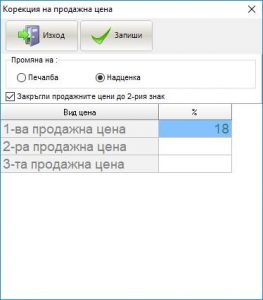 Корекция на продажна цена
Изход
Запиши
Промяна на :
Печалба
Надценка
Закръгли продажните цени до 2-рия знак
Вид цена
%
1-ва продажна цена
18
2-ра продажна цена
3-та продажна цена